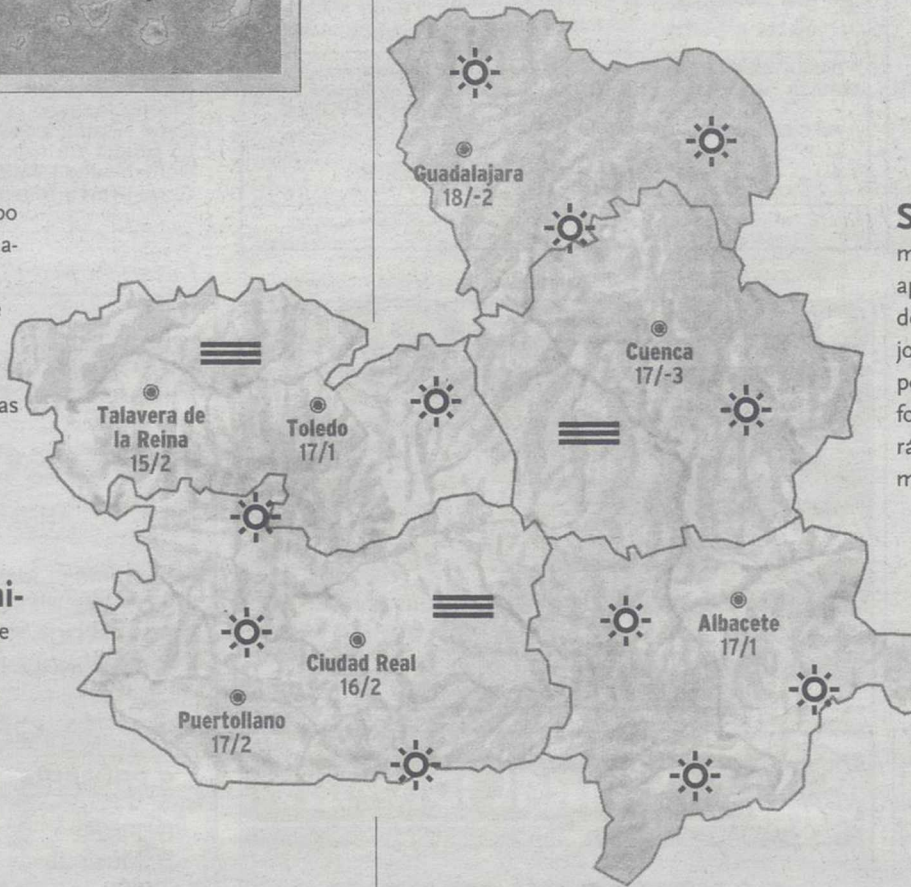 Guadalajara
18/-2
Cuenca
17/-3
Talavera de
la Reina
15/2
Toledo
17/1
Albacete
17/1
Ciudad Real
16/2
Puertollano
17/2